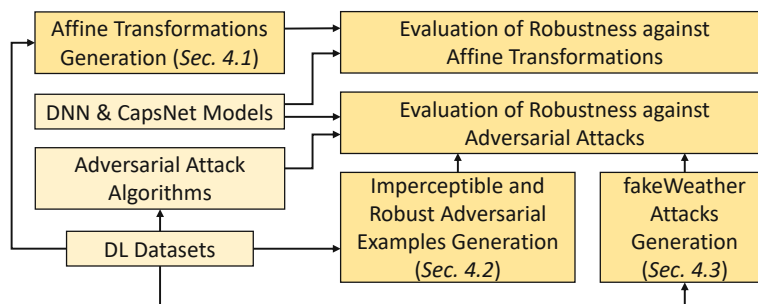 Affine Transformations
Generation (Sec. 4.1)
Evaluation of Robustness against
Affine Transformations
DNN & CapsNet Models
Evaluation of Robustness against
Adversarial Attacks
Adversarial Attack
Algorithms
Imperceptible and
Robust Adversarial
Examples Generation
(Sec. 4.2)
fakeWeather
Attacks
Generation
(Sec. 4.3)
DL Datasets